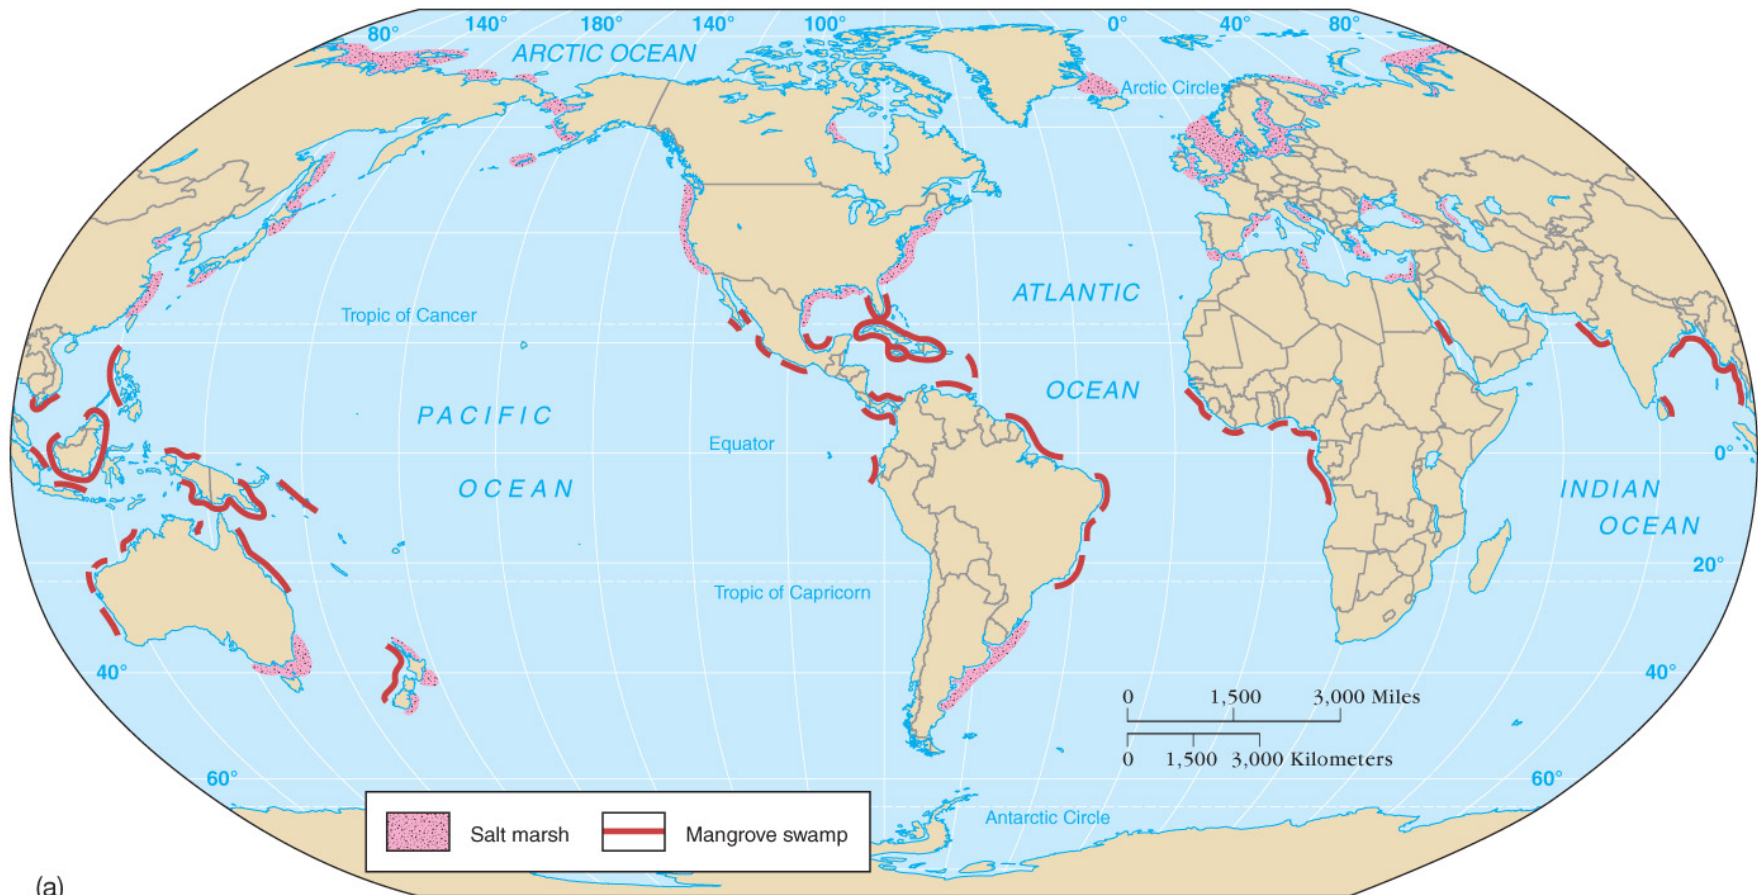 80° 140° 180° 140° 100° 0° 40° 80°
ARCTIC OCEAN
Arctic Circle
Tropic of Cancer
ATLANTIC
OCEAN
PACIFIC
OCEAN
Equator
0°
INDIAN
OCEAN
20°
Tropic of Capricorn
40° 40°
0 1,500 3,000 Miles
0 1,500 3,000 Kilometers
60° 60°
Antarctic Circle
Salt marsh Mangrove swamp
(a)